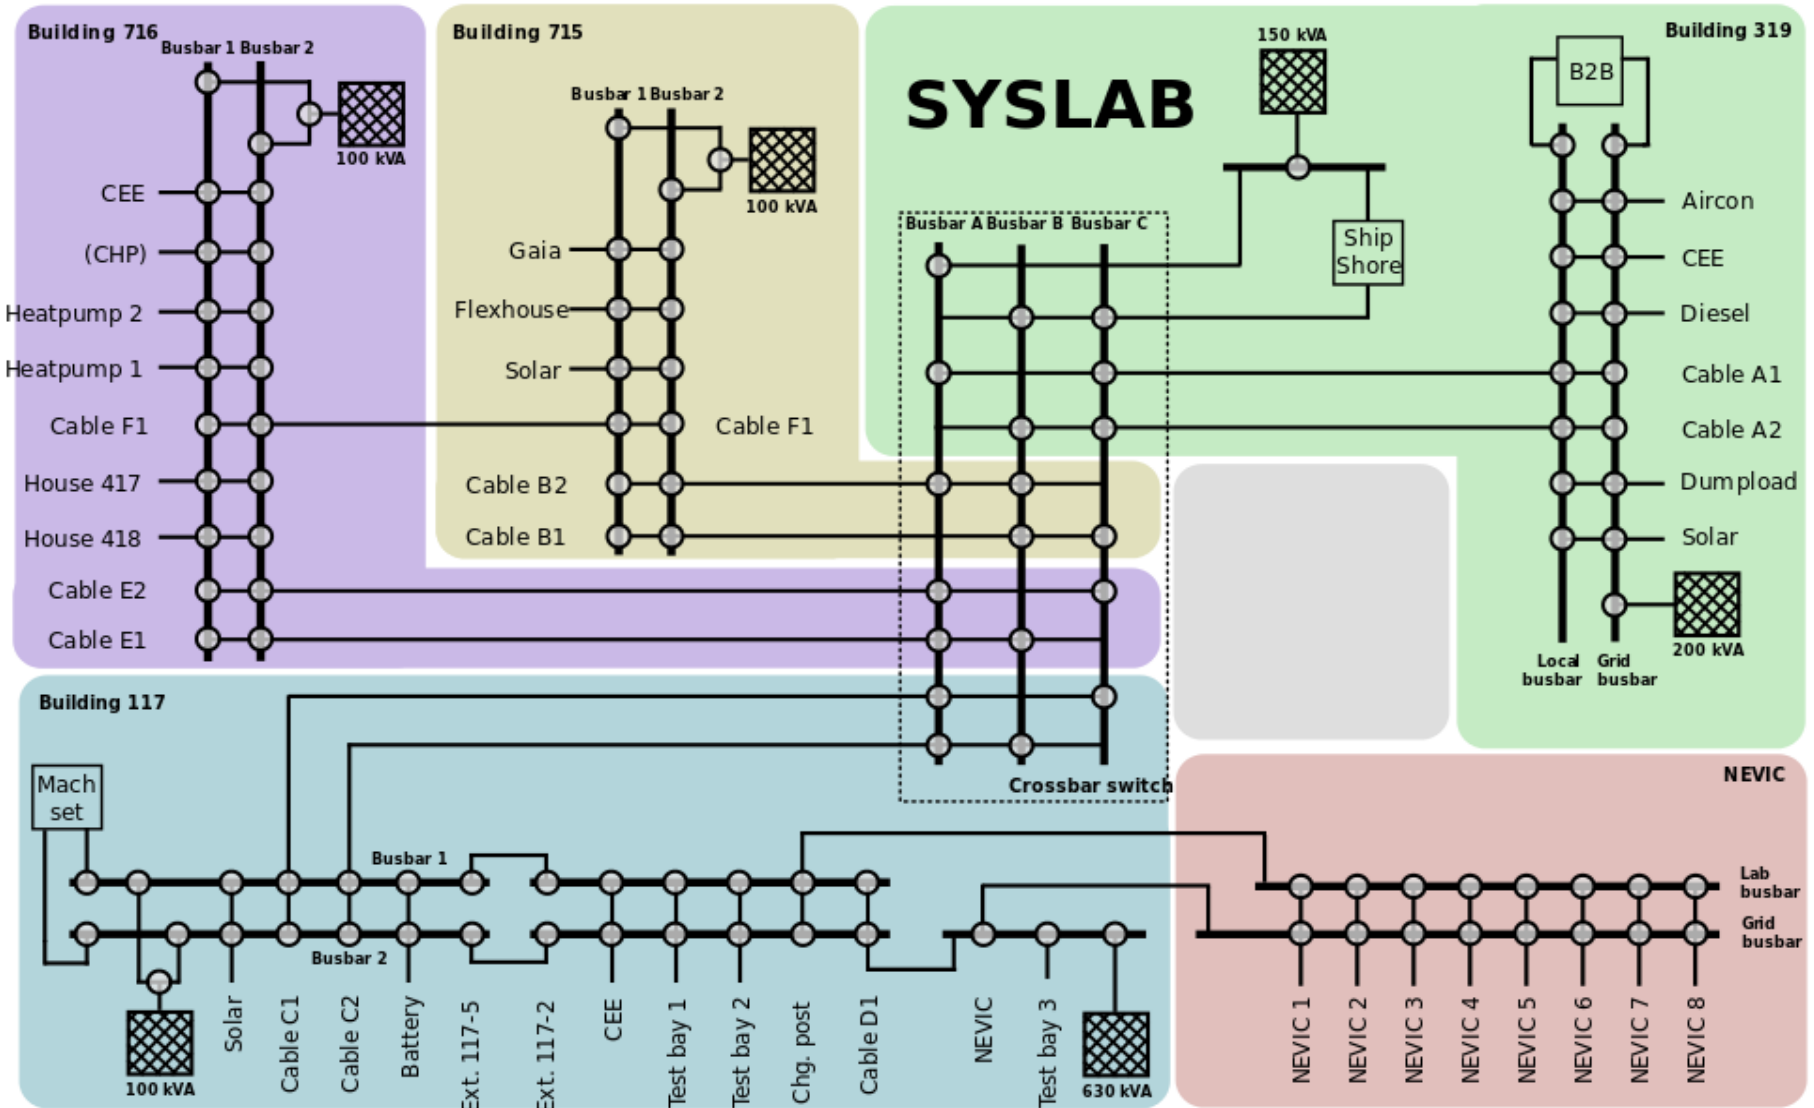 Building 716
Busbar 1 Busbar 2
100 kVA
CEE
(CHP)
Heatpump 2
Heatpump 1
Cable F1
House 417
House 418
Cable E2
Cable E1
Building 715
Busbar 1 Busbar 2
100 kVA
Gaia
Flexhouse
Solar
Cable F1
Cable B2
Cable B1
SYSLAB
150 kVA
Building 319
B2B
Busbar A Busbar B Busbar C
Ship
Shore
Aircon
CEE
Diesel
Cable A1
Cable A2
Dumpload
Solar
Local
busbar
Grid
busbar
200 kVA
Crossbar switch
Building 117
Mach
set
Busbar 1
Busbar 2
100 kVA
Solar
Cable C1
Cable C2
Battery
Ext. 117-5
Ext. 117-2
CEE
Test bay 1
Test bay 2
Chg. post
Cable D1
NEVIC
Test bay 3
630 kVA
NEVIC
Lab
busbar
Grid
busbar
NEVIC 1
NEVIC 2
NEVIC 3
NEVIC 4
NEVIC 5
NEVIC 6
NEVIC 7
NEVIC 8